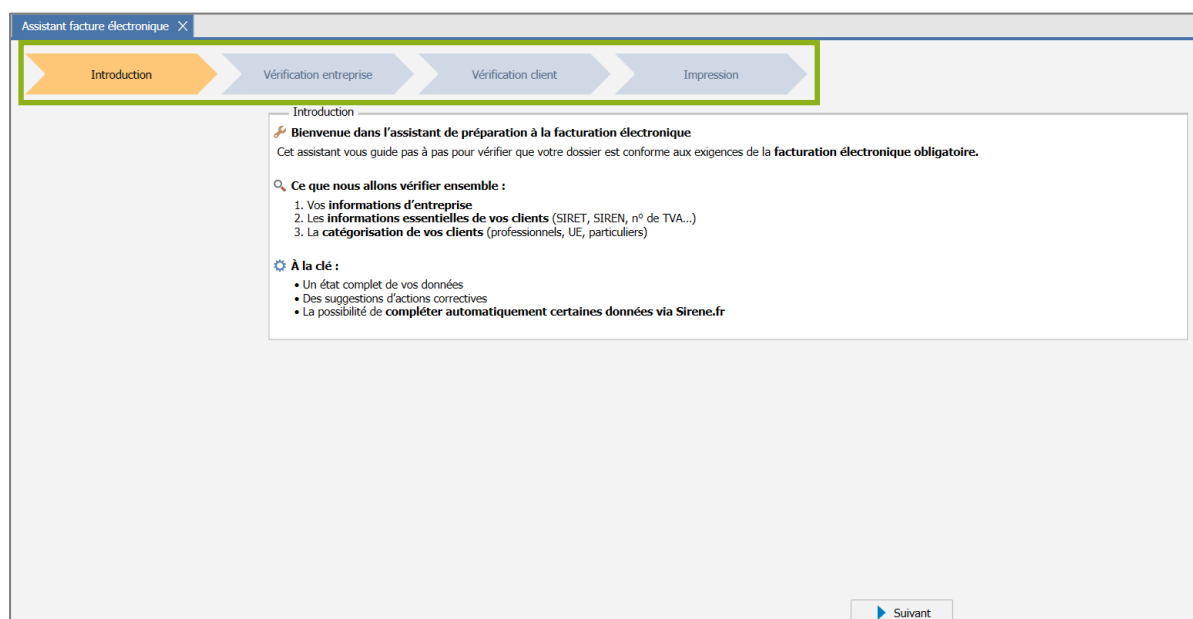 Assistant facture électronique
Introduction
Vérification entreprise
Vérification client
Impression
Introduction
Bienvenue dans l'assistant de préparation à la facturation électronique
Cet assistant vous guide pas à pas pour vérifier que votre dossier est conforme aux exigences de la facturation électronique obligatoire.
Ce que nous allons vérifier ensemble :
1. Vos informations d'entreprise
2. Les informations essentielles de vos clients (SIRET, SIREN, n° de TVA...)
3. La catégorisation de vos clients (professionnels, UE, particuliers)
À la clé :
• Un état complet de vos données
• Des suggestions d'actions correctives
• La possibilité de compléter automatiquement certaines données via Sirene.fr
Suivant